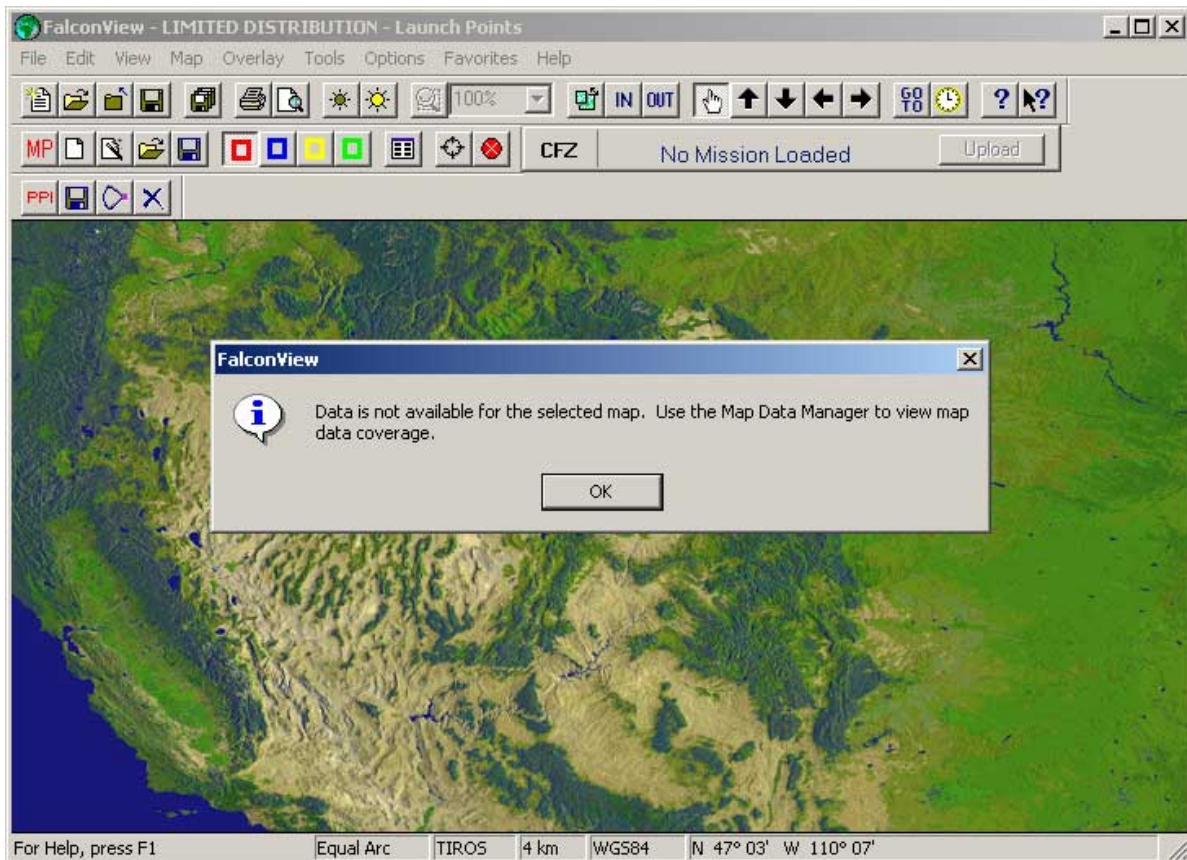 FalconView - LIMITED DISTRIBUTION - Launch Points
File Edit View Map Overlay Tools Options Favorites Help
100% IN OUT GO TO ? ?
MP CFZ No Mission Loaded Upload
PPI
FalconView
Data is not available for the selected map. Use the Map Data Manager to view map
data coverage.
OK
For Help, press F1 Equal Arc TIROS 4 km WGS84 N 47° 03' W 110° 07'